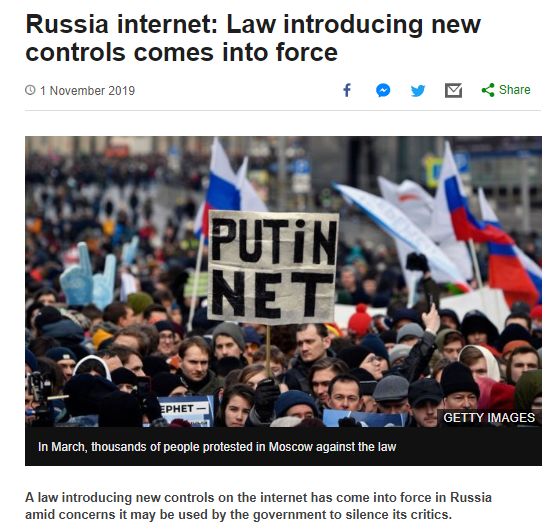 Russia internet: Law introducing new
controls comes into force
1 November 2019
Share
PUTiN
NET
ЕРНЕТ –
GETTY IMAGES
In March, thousands of people protested in Moscow against the law
A law introducing new controls on the internet has come into force in Russia
amid concerns it may be used by the government to silence its critics.